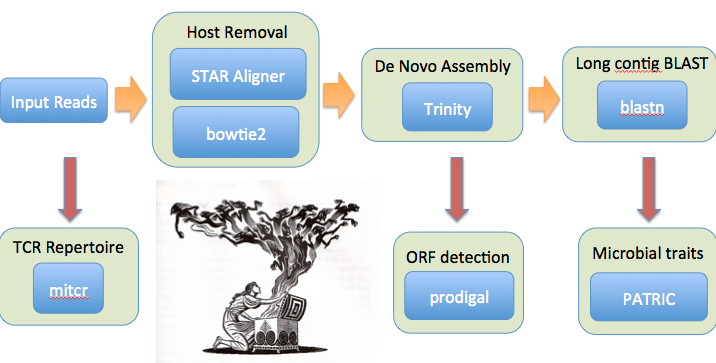 Host Removal
STAR Aligner
bowtie2
Input Reads
De Novo Assembly
Trinity
Long contig BLAST
blastn
TCR Repertoire
mitcr
ORF detection
prodigal
Microbial traits
PATRIC